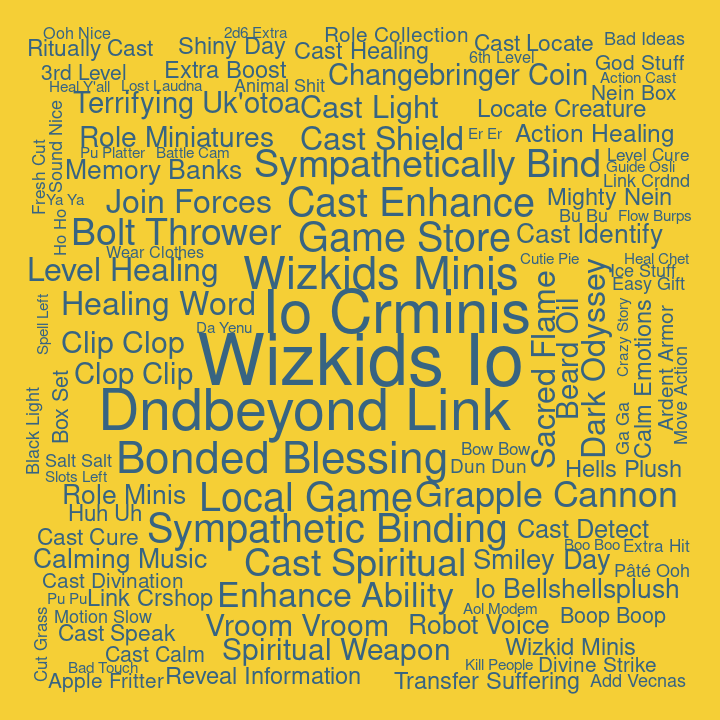 Ooh Nice
2d6 Extra
Role Collection
Ritually Cast
Shiny Day
Cast Healing
Cast Locate
Bad Ideas
6th Level
3rd Level
Extra Boost
Changebringer Coin
God Stuff
Heal Y'all
Lost Laudna
Animal Shit
Action Cast
Nein Box
Terrifying Uk'otoa
Cast Light
Locate Creature
Role Miniatures
Cast Shield
Er Er
Action Healing
Sound Nice
Fresh Cut
Pu Platter
Battle Cam
Level Cure
Memory Banks
Sympathetically Bind
Guide Osli
Link Crdnd
Ya Ya
Join Forces
Cast Enhance
Mighty Nein
Ho Ho
Bolt Thrower
Game Store
Bu Bu
Flow Burps
Cast Identify
Wear Clothes
Level Healing
Wizkids Minis
Cutie Pie
Heal Chet
Ice Stuff
Easy Gift
Spell Left
Healing Word
Io Crminis
Da Yenu
Sacred Flame
Beard Oil
Dark Odyssey
Crazy Story
Calm Emotions
Ardent Armor
Move Action
Clip Clop
Wizkids Io
Clop Clip
Black Light
Box Set
Dndbeyond Link
Ga Ga
Salt Salt
Bonded Blessing
Bow Bow
Dun Dun
Hells Plush
Slots Left
Role Minis
Local Game
Grapple Cannon
Huh Uh
Sympathetic Binding
Cast Detect
Cast Cure
Boo Boo
Extra Hit
Calming Music
Cast Spiritual
Smiley Day
Pâté Ooh
Cast Divination
Pu Pu
Link Crshop
Enhance Ability
Io Bellshellsplush
Cut Grass
Motion Slow
Aol Modem
Boop Boop
Cast Speak
Vroom Vroom
Robot Voice
Cast Calm
Spiritual Weapon
Wizkid Minis
Bad Touch
Kill People
Divine Strike
Apple Fritter
Reveal Information
Transfer Suffering
Add Vecnas